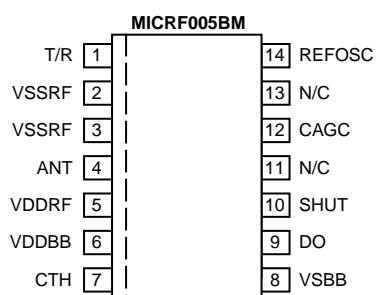 MICRF005BM
T/R 1 14 REFOSC
VSSRF 2 13 N/C
VSSRF 3 12 CAGC
ANT 4 11 N/C
VDDRF 5 10 SHUT
VDDBB 6 9 DO
CTH 7 8 VSBB